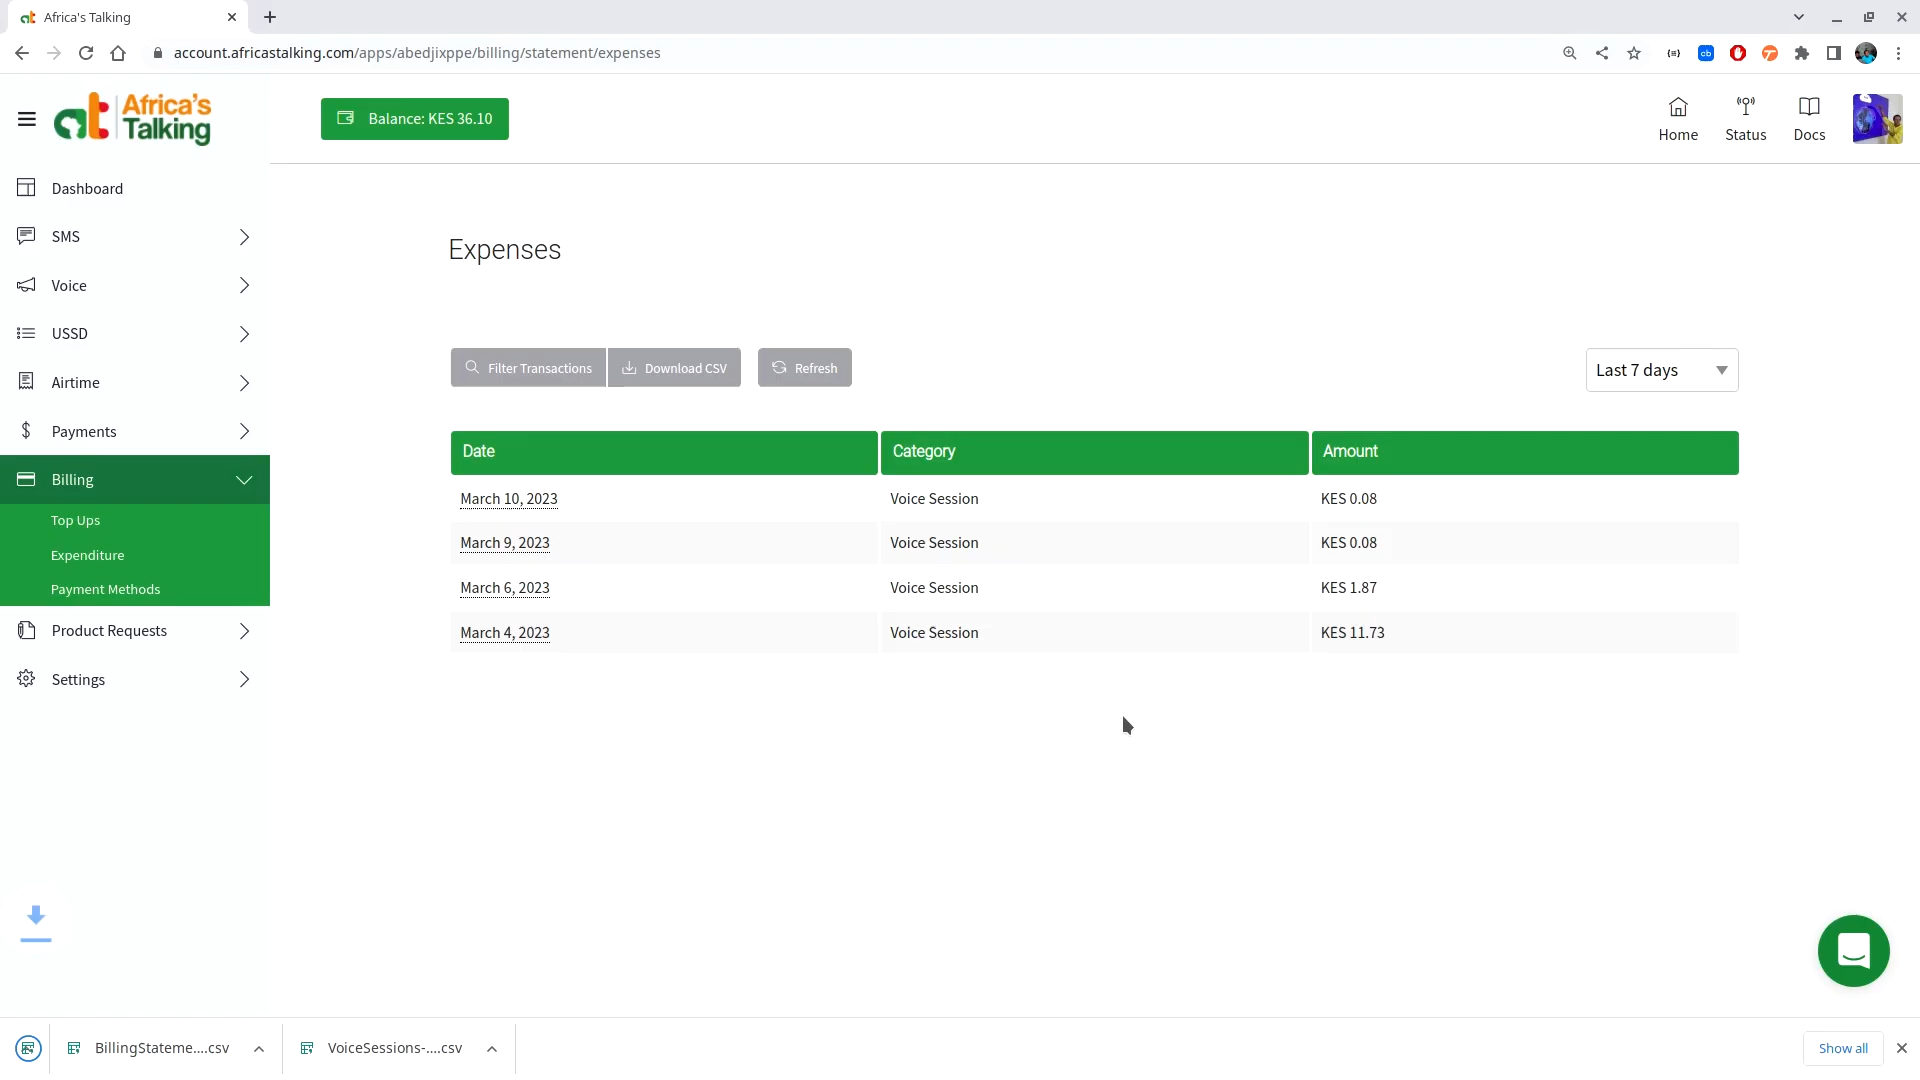 Africa's Talking
account.africastalking.com/apps/abedjixppe/billing/statement/expenses
at Africa's Talking
Balance: KES 36.10
Home
Status
Docs
Dashboard
SMS
Voice
USSD
Airtime
Payments
Billing
Top Ups
Expenditure
Payment Methods
Product Requests
Settings
Expenses
Filter Transactions
Download CSV
Refresh
Last 7 days
Date Category Amount
March 10, 2023 Voice Session KES 0.08
March 9, 2023 Voice Session KES 0.08
March 6, 2023 Voice Session KES 1.87
March 4, 2023 Voice Session KES 11.73
BillingStateme....csv
VoiceSessions-....csv
Show all